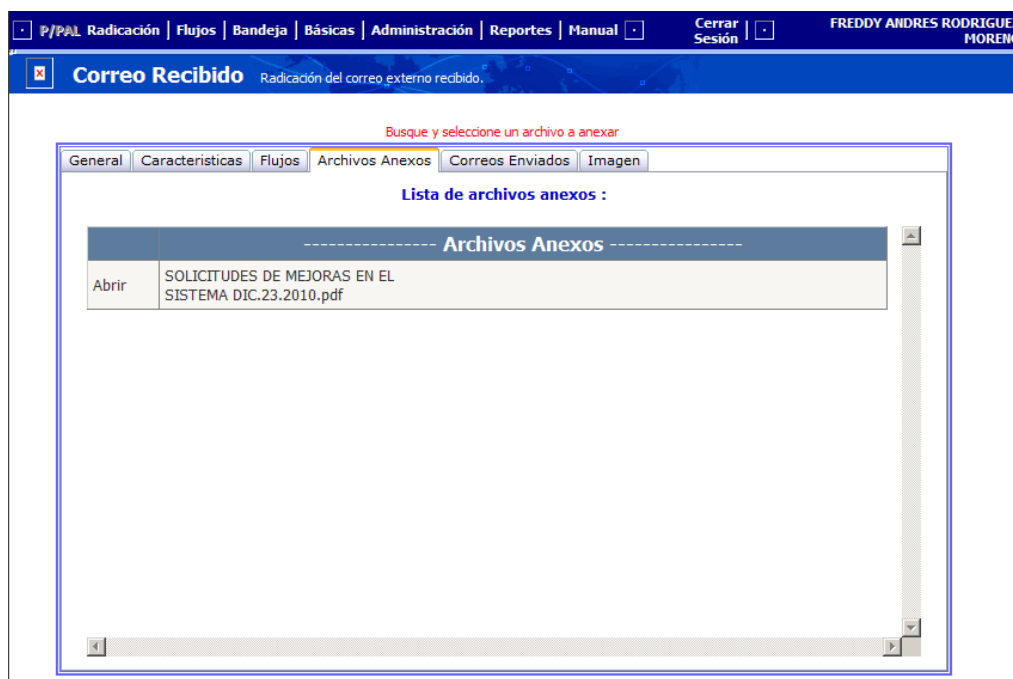 P/PAL Radicación | Flujos | Bandeja | Básicas | Administración | Reportes | Manual
Cerrar
Sesión |
FREDDY ANDRES RODRIGUE
MORENO
Correo Recibido Radicación del correo externo recibido.
Busque y seleccione un archivo a anexar
General Caracteristicas Flujos Archivos Anexos Correos Enviados Imagen
Lista de archivos anexos :
---------------- Archivos Anexos ----------------
Abrir
SOLICITUDES DE MEJORAS EN EL
SISTEMA DIC.23.2010.pdf